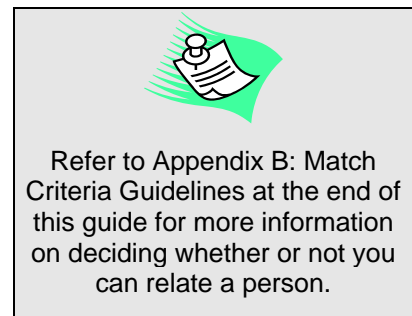 Refer to Appendix B: Match
Criteria Guidelines at the end of
this guide for more information
on deciding whether or not you
can relate a person.